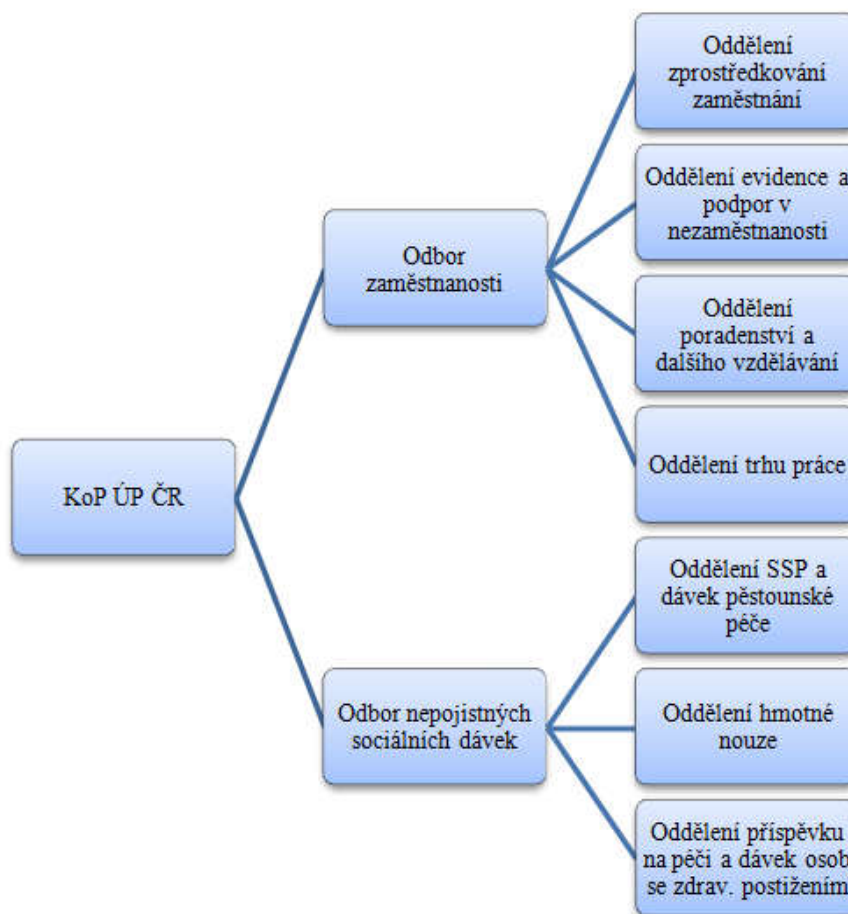 Oddělení
zprostředkování
zaměstnání
Oddělení evidence a
podpor v
nezaměstnanosti
Odbor
zaměstnanosti
Oddělení
poradenství a
dalšího vzdělávání
Oddělení trhu práce
KoP ÚP ČR
Oddělení SSP a
dávek pěstounské
péče
Odbor nepojistných
sociálních dávek
Oddělení hmotné
nouze
Oddělení příspěvku
na péči a dávek osob
se zdrav. postižením